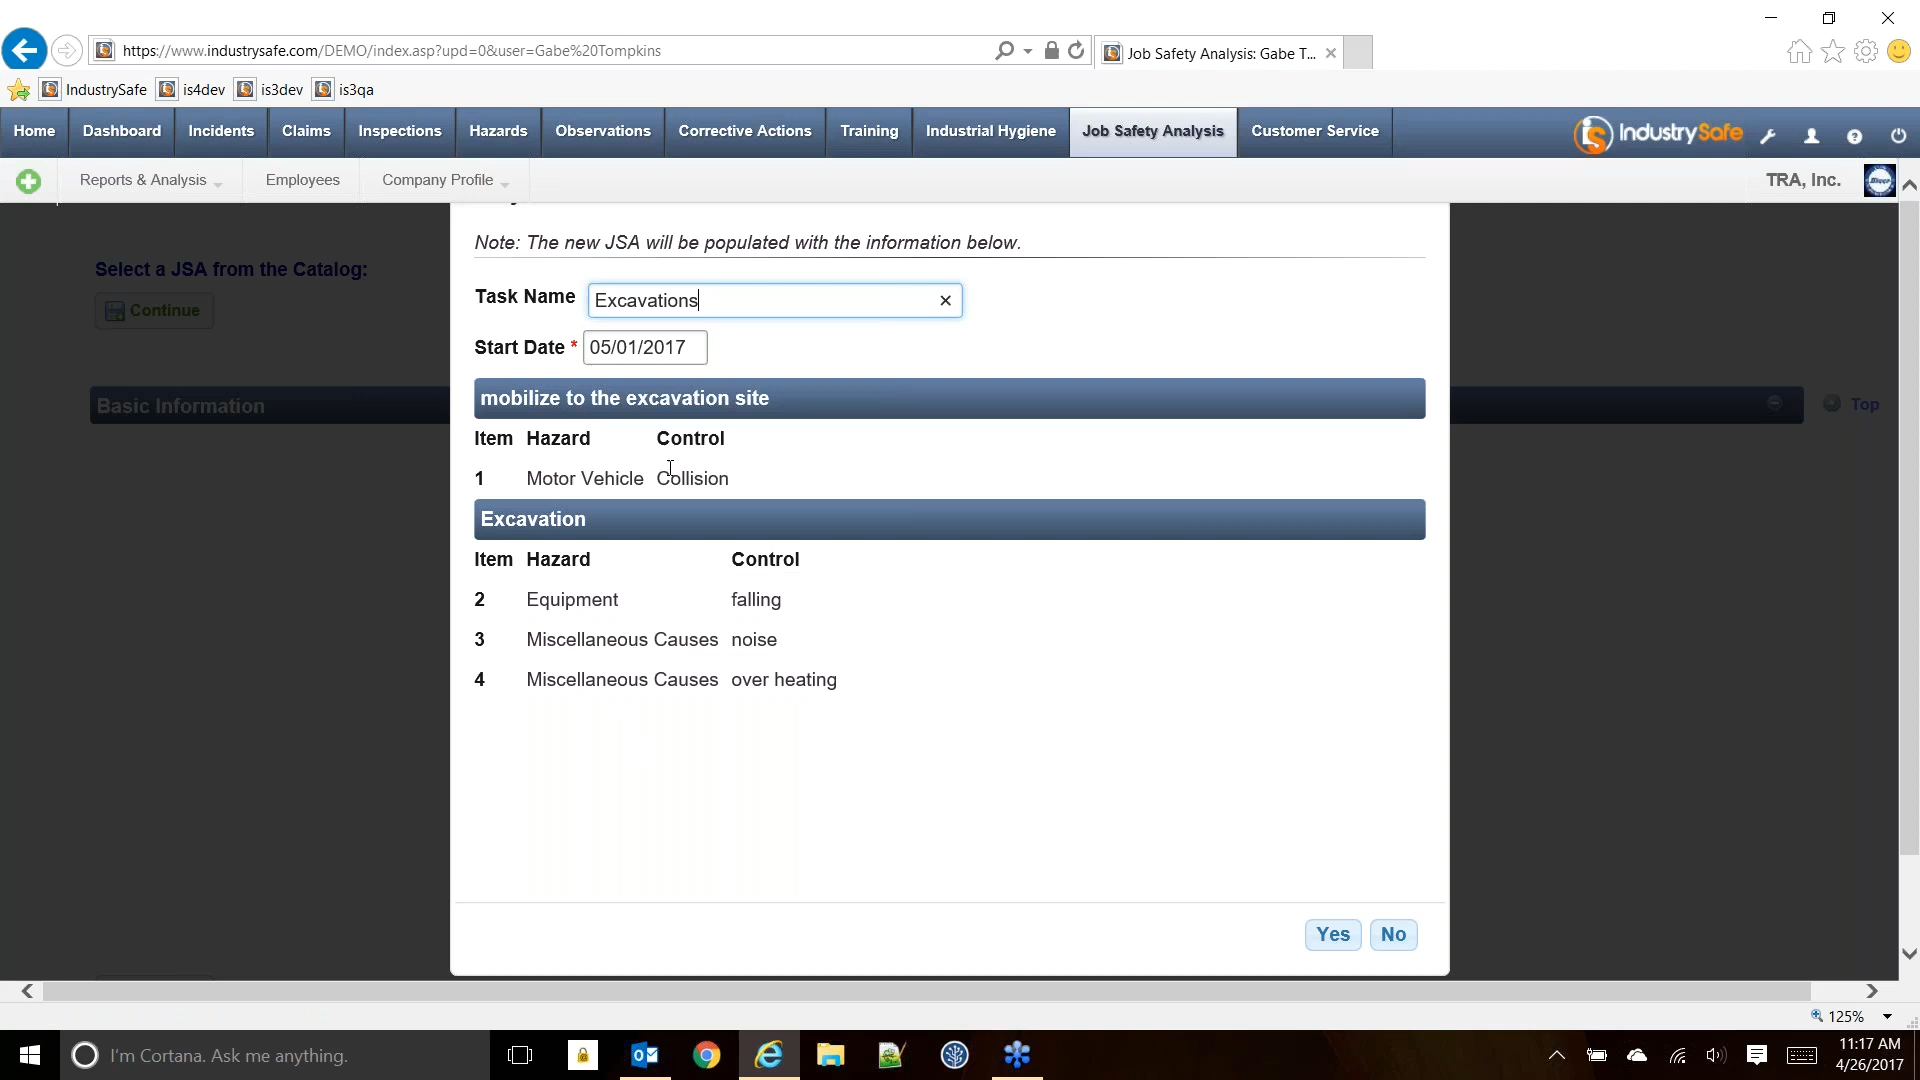 https://www.industrysafe.com/DEMO/index.asp?upd=0&user=Gabe%20Tompkins
Job Safety Analysis: Gabe T...
IndustrySafe is4dev is3dev is3qa
Home Dashboard Incidents Claims Inspections Hazards Observations Corrective Actions Training Industrial Hygiene Job Safety Analysis Customer Service IndustrySafe
Reports & Analysis Employees Company Profile TRA, Inc.
Note: The new JSA will be populated with the information below.
Select a JSA from the Catalog:
Continue
Task Name Excavations
Start Date * 05/01/2017
Basic Information
Top
mobilize to the excavation site
Item Hazard Control
1 Motor Vehicle Collision
Excavation
Item Hazard Control
2 Equipment falling
3 Miscellaneous Causes noise
4 Miscellaneous Causes over heating
Yes No
125%
I'm Cortana. Ask me anything.
11:17 AM
4/26/2017